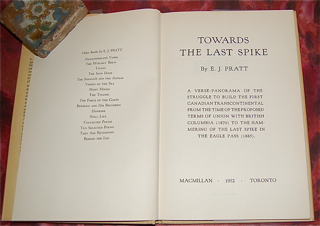 Other Books by E. J. PRATT
NEWFOUNDLAND VERSE
THE WITCHES' BREW
TITANS
THE IRON DOOR
THE ROOSEVELT AND THE ANTINOE
VERSES OF THE SEA
MANY MOODS
THE TITANIC
THE FABLE OF THE GOATS
BRÉBEUF AND HIS BRETHREN
DUNKIRK
STILL LIFE
COLLECTED POEMS
TEN SELECTED POEMS
THEY ARE RETURNING
BEHIND THE LOG
TOWARDS
THE LAST SPIKE
By E. J. PRATT
A VERSE-PANORAMA OF THE
STRUGGLE TO BUILD THE FIRST
CANADIAN TRANSCONTINENTAL
FROM THE TIME OF THE PROPOSED
TERMS OF UNION WITH BRITISH
COLUMBIA (1870) TO THE HAM-
MERING OF THE LAST SPIKE IN
THE EAGLE PASS (1885).
MACMILLAN · 1952 · TORONTO